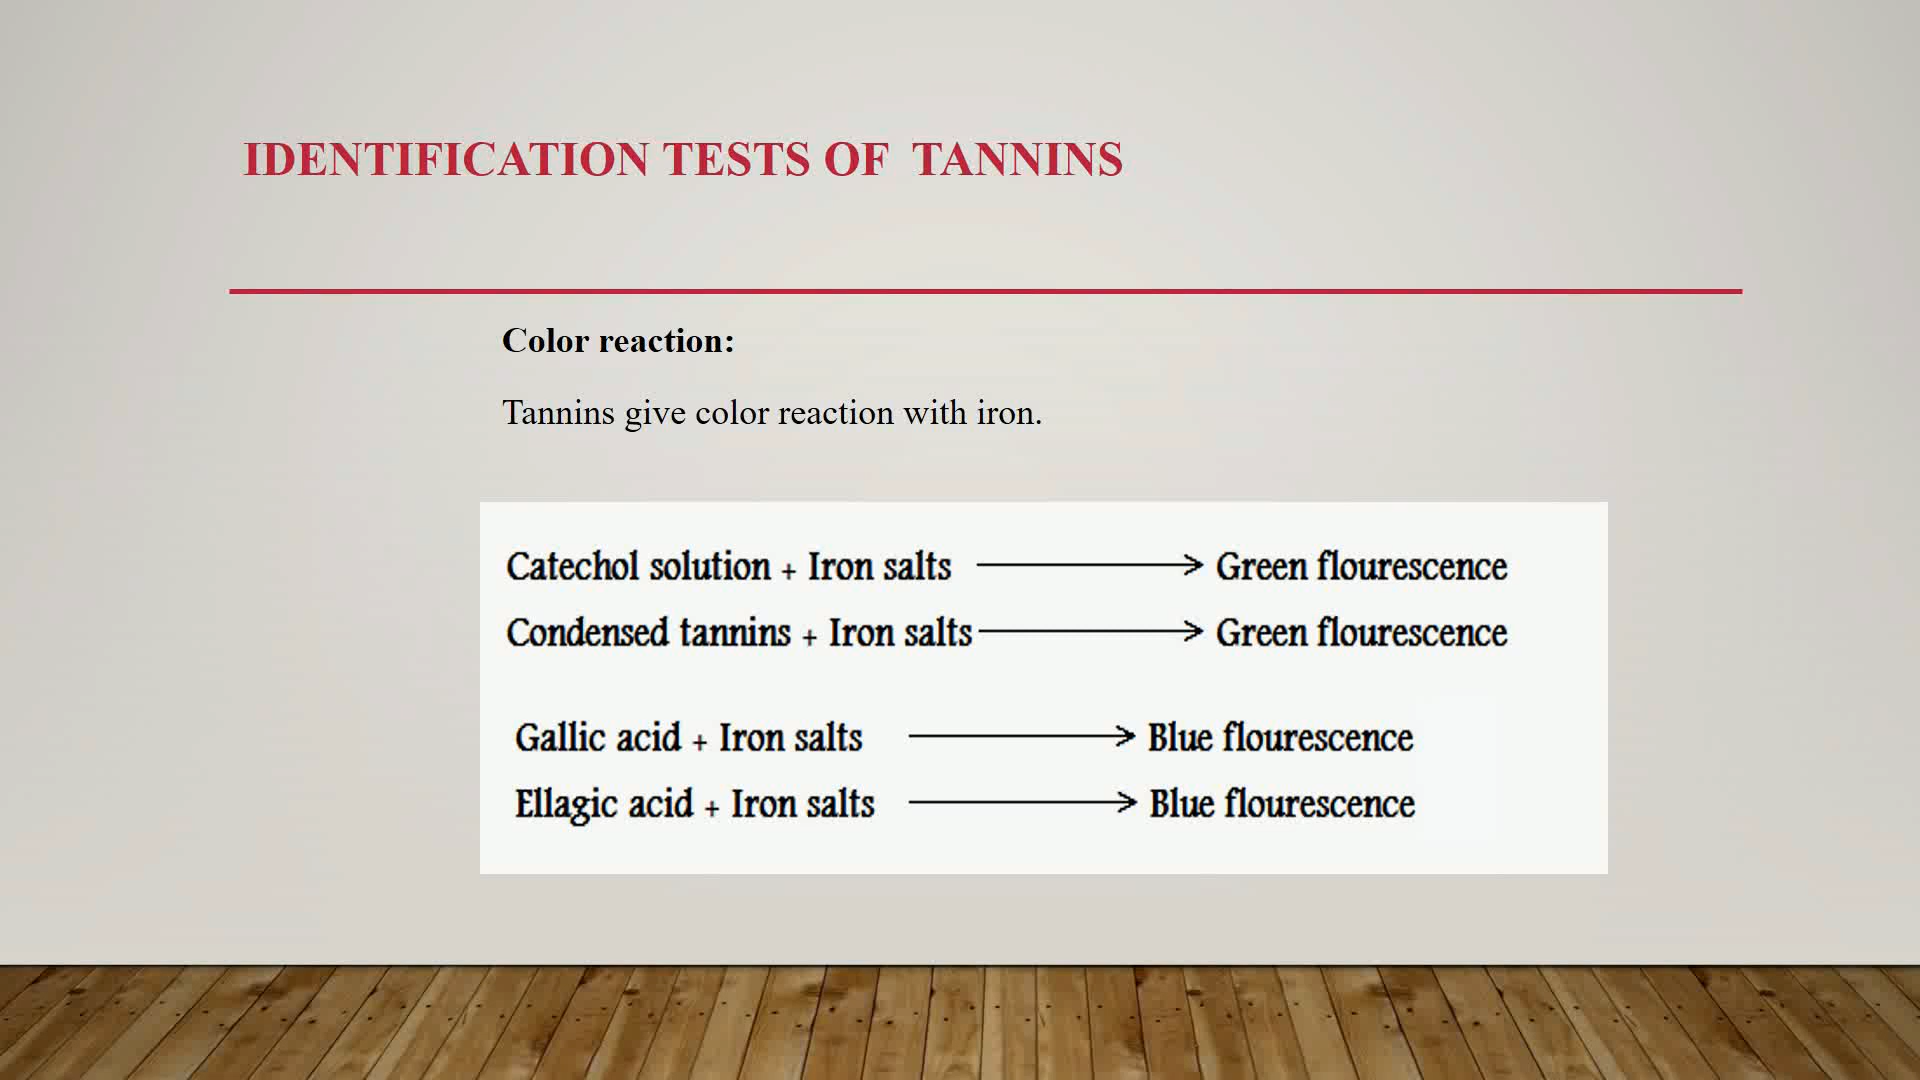 IDENTIFICATION TESTS OF TANNINS
Color reaction:
Tannins give color reaction with iron.
Catechol solution + Iron salts → Green flourescence
Condensed tannins + Iron salts → Green flourescence
Gallic acid + Iron salts → Blue flourescence
Ellagic acid + Iron salts → Blue flourescence